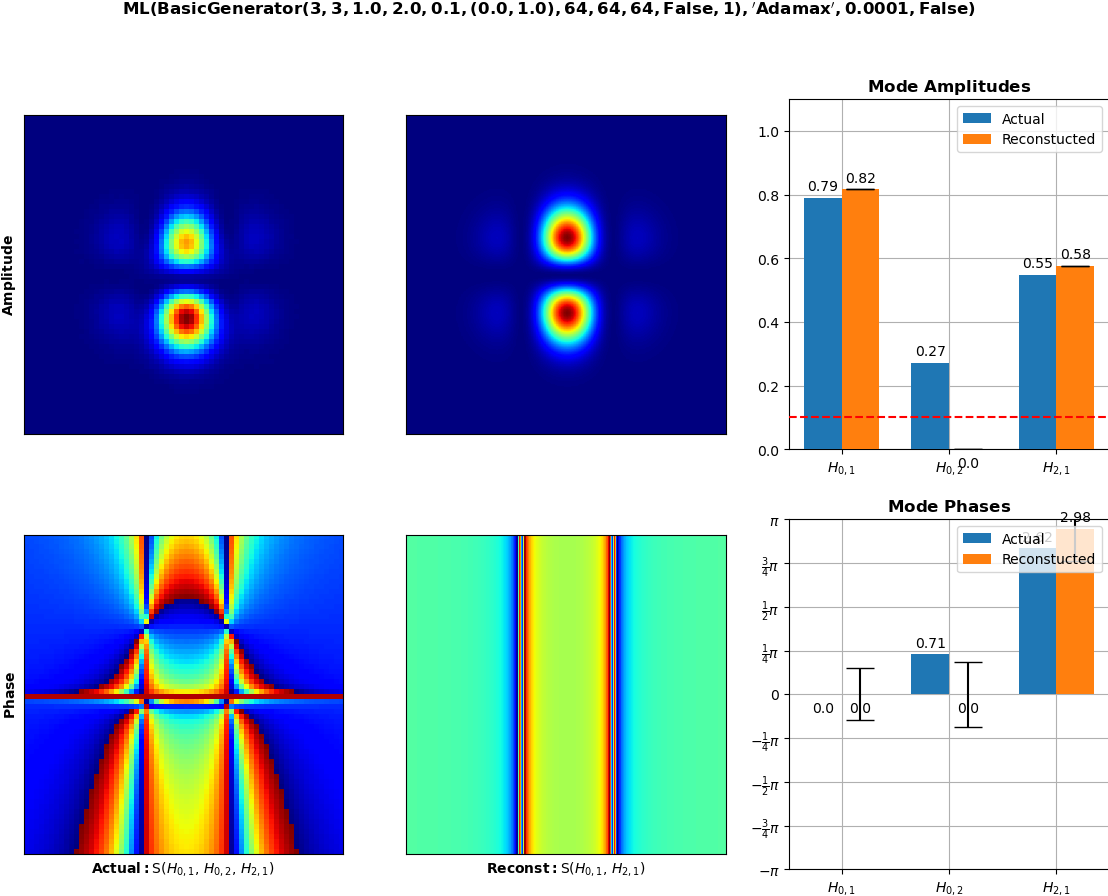 ML(BasicGenerator(3, 3, 1.0, 2.0, 0.1, (0.0, 1.0), 64, 64, 64, False, 1), ′Adamax′, 0.0001, False)
Amplitude
Mode Amplitudes
Actual
Reconstucted
1.0
0.8
0.6
0.4
0.2
0.0
0.79
0.82
0.27
0.0
0.55
0.58
H0,1
H0,2
H2,1
Phase
Actual: S(H0,1, H0,2, H2,1)
Reconst: S(H0,1, H2,1)
Mode Phases
Actual
Reconstucted
π
3/4π
1/2π
1/4π
0
−1/4π
−1/2π
−3/4π
−π
0.0
0.0
0.71
0.0
2.98
H0,1
H0,2
H2,1